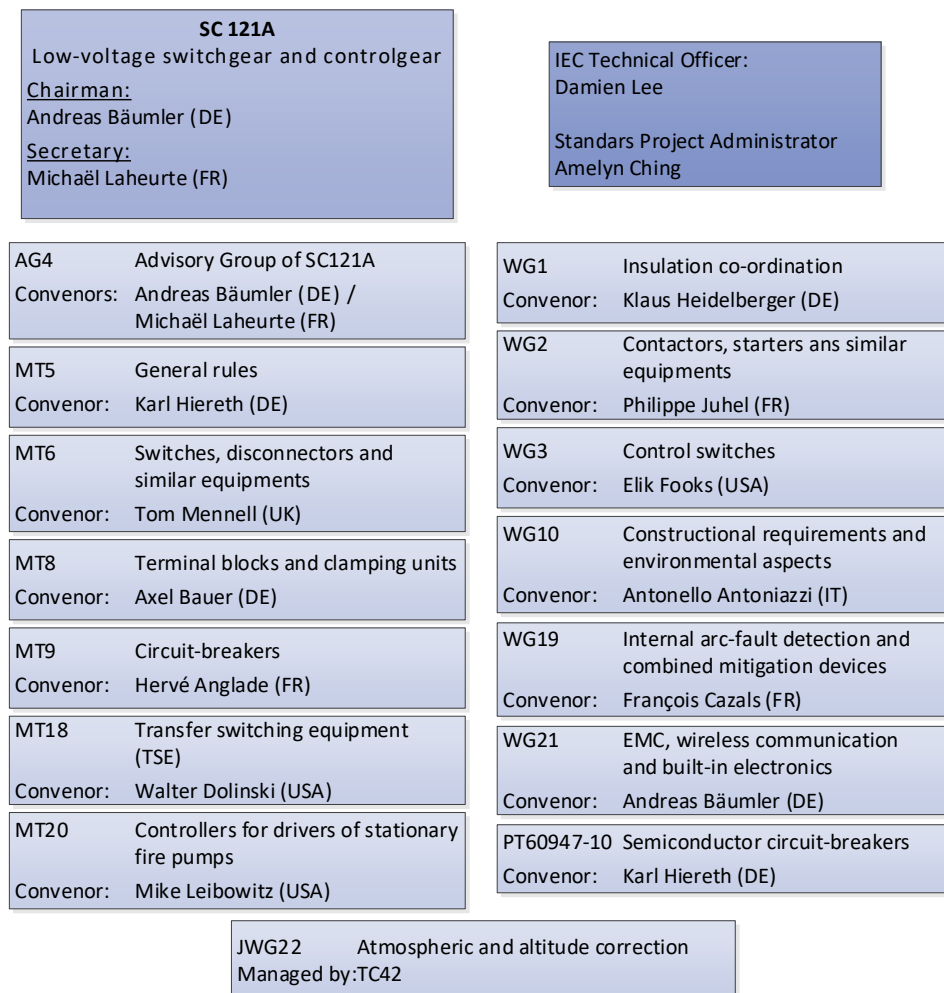 SC 121A
Low-voltage switchgear and controlgear
Chairman:
Andreas Bäumler (DE)
Secretary:
Michaël Laheurte (FR)
IEC Technical Officer:
Damien Lee
Standars Project Administrator
Amelyn Ching
AG4 Advisory Group of SC121A
Convenors: Andreas Bäumler (DE) /
Michaël Laheurte (FR)
MT5 General rules
Convenor: Karl Hiereth (DE)
MT6 Switches, disconnectors and
similar equipments
Convenor: Tom Mennell (UK)
MT8 Terminal blocks and clamping units
Convenor: Axel Bauer (DE)
MT9 Circuit-breakers
Convenor: Hervé Anglade (FR)
MT18 Transfer switching equipment
(TSE)
Convenor: Walter Dolinski (USA)
MT20 Controllers for drivers of stationary
fire pumps
Convenor: Mike Leibowitz (USA)
WG1 Insulation co-ordination
Convenor: Klaus Heidelberger (DE)
WG2 Contactors, starters ans similar
equipments
Convenor: Philippe Juhel (FR)
WG3 Control switches
Convenor: Elik Fooks (USA)
WG10 Constructional requirements and
environmental aspects
Convenor: Antonello Antoniazzi (IT)
WG19 Internal arc-fault detection and
combined mitigation devices
Convenor: François Cazals (FR)
WG21 EMC, wireless communication
and built-in electronics
Convenor: Andreas Bäumler (DE)
PT60947-10 Semiconductor circuit-breakers
Convenor: Karl Hiereth (DE)
JWG22 Atmospheric and altitude correction
Managed by:TC42